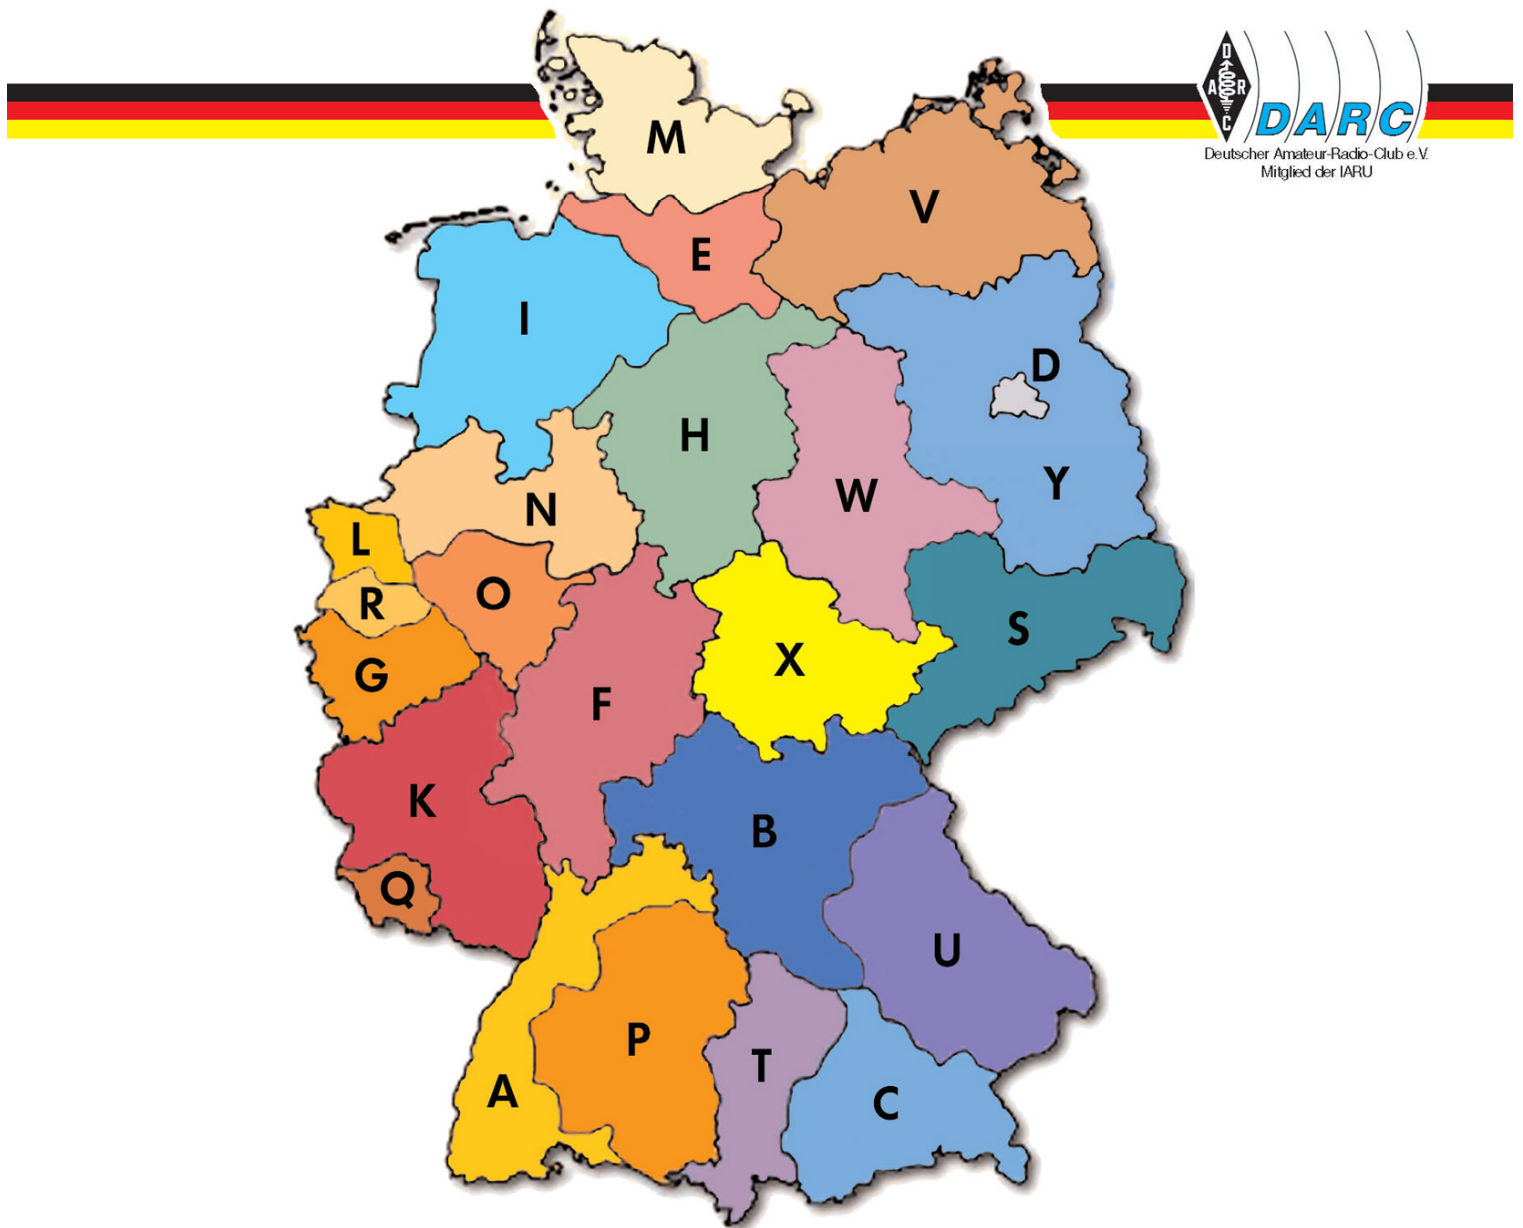 D
A R
C
DARC
Deutscher Amateur-Radio-Club e.V.
Mitglied der IARU
M
V
E
I
D
H
Y
W
N
L
O
R
S
X
G
F
K
B
Q
U
P
T
A
C